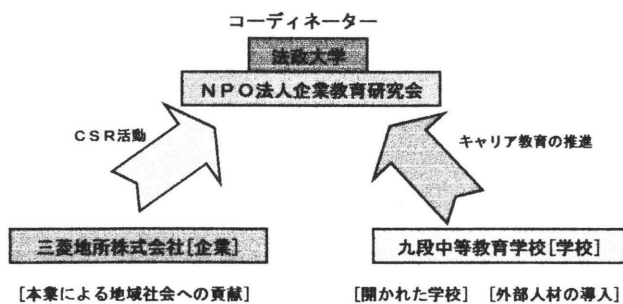 コーディネーター
法政大学
NPO法人企業教育研究会
CSR活動
キャリア教育の推進
三菱地所株式会社[企業]
九段中等教育学校[学校]
[本業による地域社会への貢献]
[開かれた学校] [外部人材の導入]